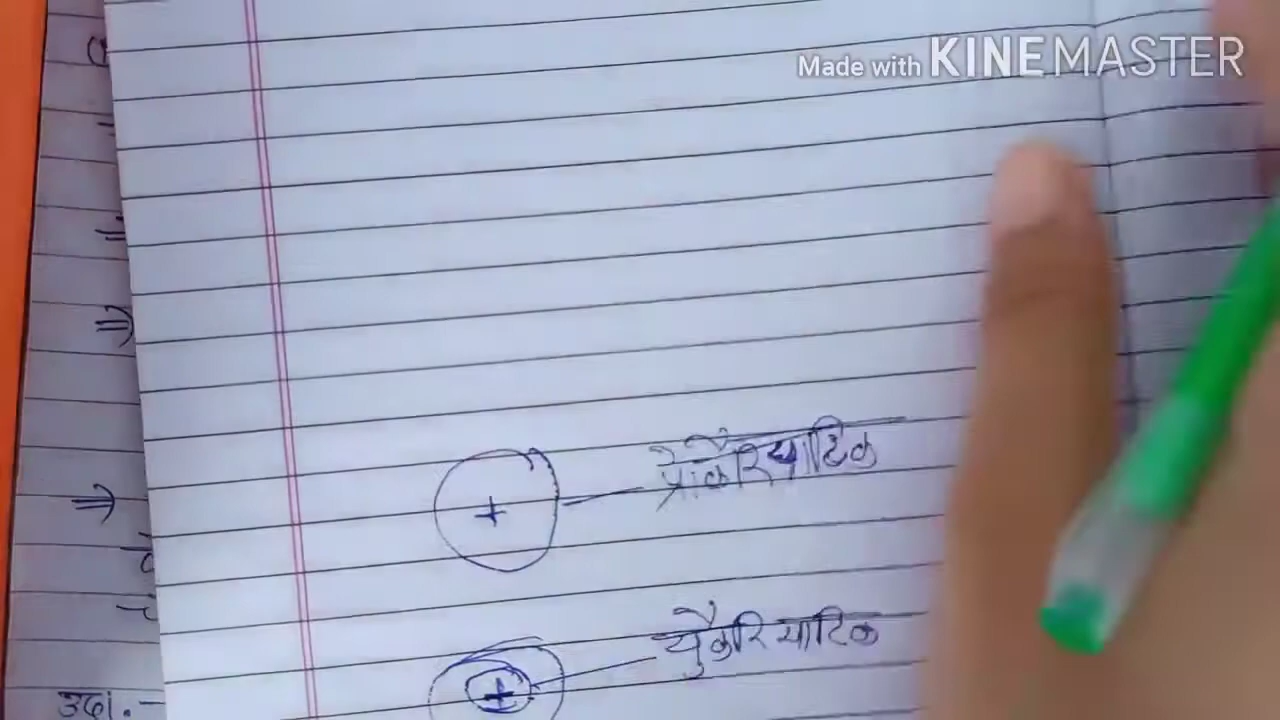 Made with KINEMASTER
⇒
⇒
+ प्रोकैरियाटिक
⇒
युकैरियाटिक
+
उदा.-